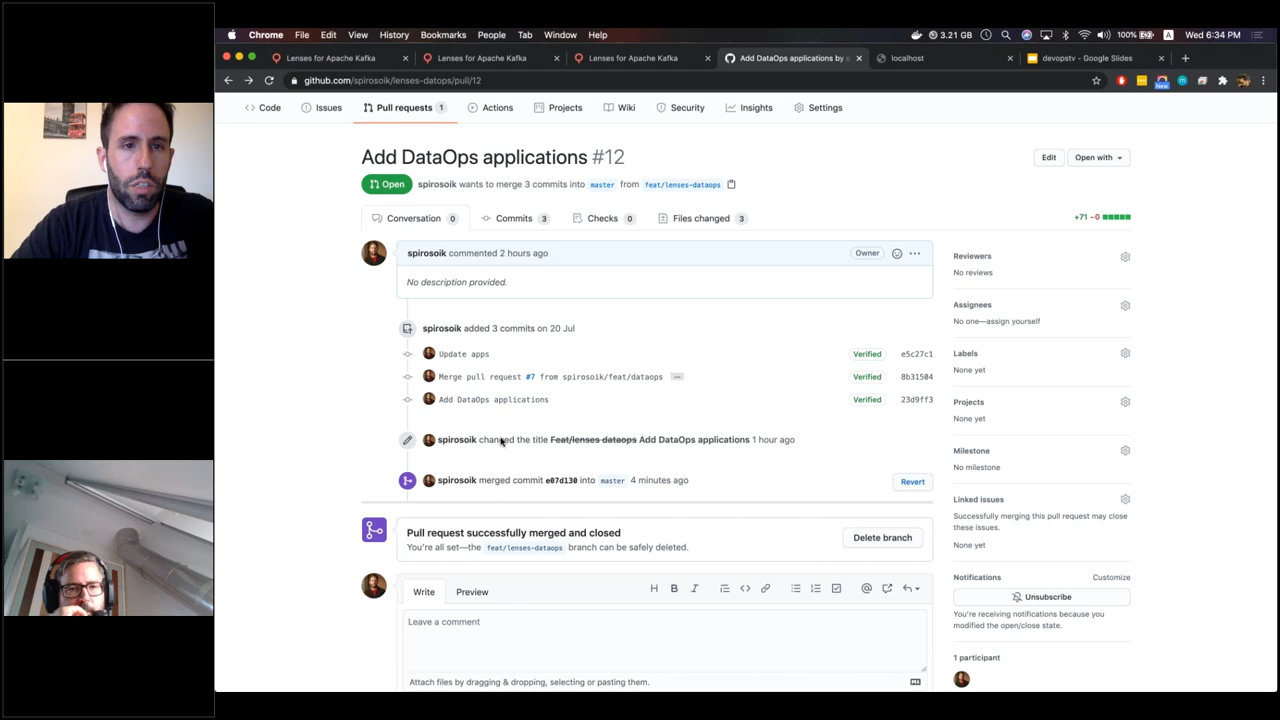 Chrome File Edit View History Bookmarks People Tab Window Help 3.21 GB 100% A Wed 6:34 PM
Lenses for Apache Kafka × Lenses for Apache Kafka × Lenses for Apache Kafka × Add DataOps applications by s × localhost × devopstv - Google Slides × +
github.com/spirosoik/lenses-datops/pull/12 New
Code Issues Pull requests 1 Actions Projects Wiki Security Insights Settings
Add DataOps applications #12 Edit Open with
Open spirosoik wants to merge 3 commits into master from feat/lenses-dataops
Conversation 0 Commits 3 Checks 0 Files changed 3 +71 −0
spirosoik commented 2 hours ago Owner ...
No description provided.
spirosoik added 3 commits on 20 Jul
Update apps Verified e5c27c1
Merge pull request #7 from spirosoik/feat/dataops ... Verified 8b31504
Add DataOps applications Verified 23d9ff3
spirosoik changed the title Feat/lenses dataops Add DataOps applications 1 hour ago
spirosoik merged commit e07d130 into master 4 minutes ago Revert
Pull request successfully merged and closed
You're all set—the feat/lenses-dataops branch can be safely deleted. Delete branch
Write Preview H B I
Leave a comment
Attach files by dragging & dropping, selecting or pasting them.
Reviewers
No reviews
Assignees
No one—assign yourself
Labels
None yet
Projects
None yet
Milestone
No milestone
Linked issues
Successfully merging this pull request may close
these issues.
None yet
Notifications Customize
Unsubscribe
You're receiving notifications because you
modified the open/close state.
1 participant